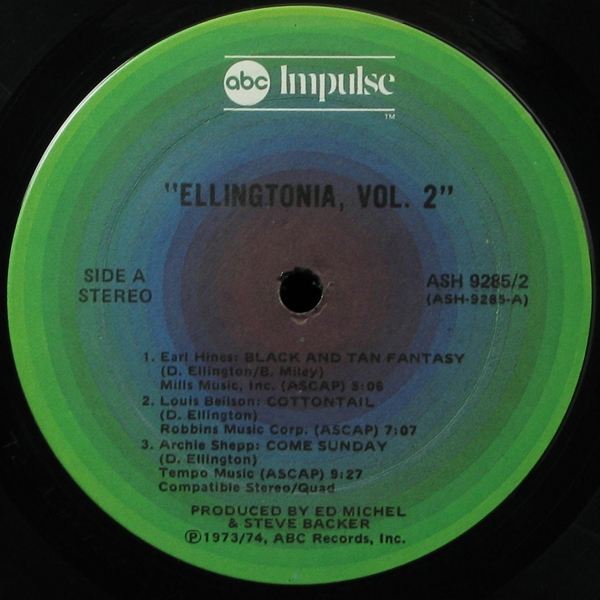 abc Impulse
TM
"ELLINGTONIA, VOL. 2"
SIDE A
STEREO
ASH 9285/2
(ASH-9285-A)
1. Earl Hines: BLACK AND TAN FANTASY
(D. Ellington/B. Miley)
Mills Music, Inc. (ASCAP) 5:06
2. Louis Bellson: COTTONTAIL
(D. Ellington)
Robbins Music Corp. (ASCAP) 7:07
3. Archie Shepp: COME SUNDAY
(D. Ellington)
Tempo Music (ASCAP) 9:27
Compatible Stereo/Quad
PRODUCED BY ED MICHEL
& STEVE BACKER
Ⓟ1973/74, ABC Records, Inc.